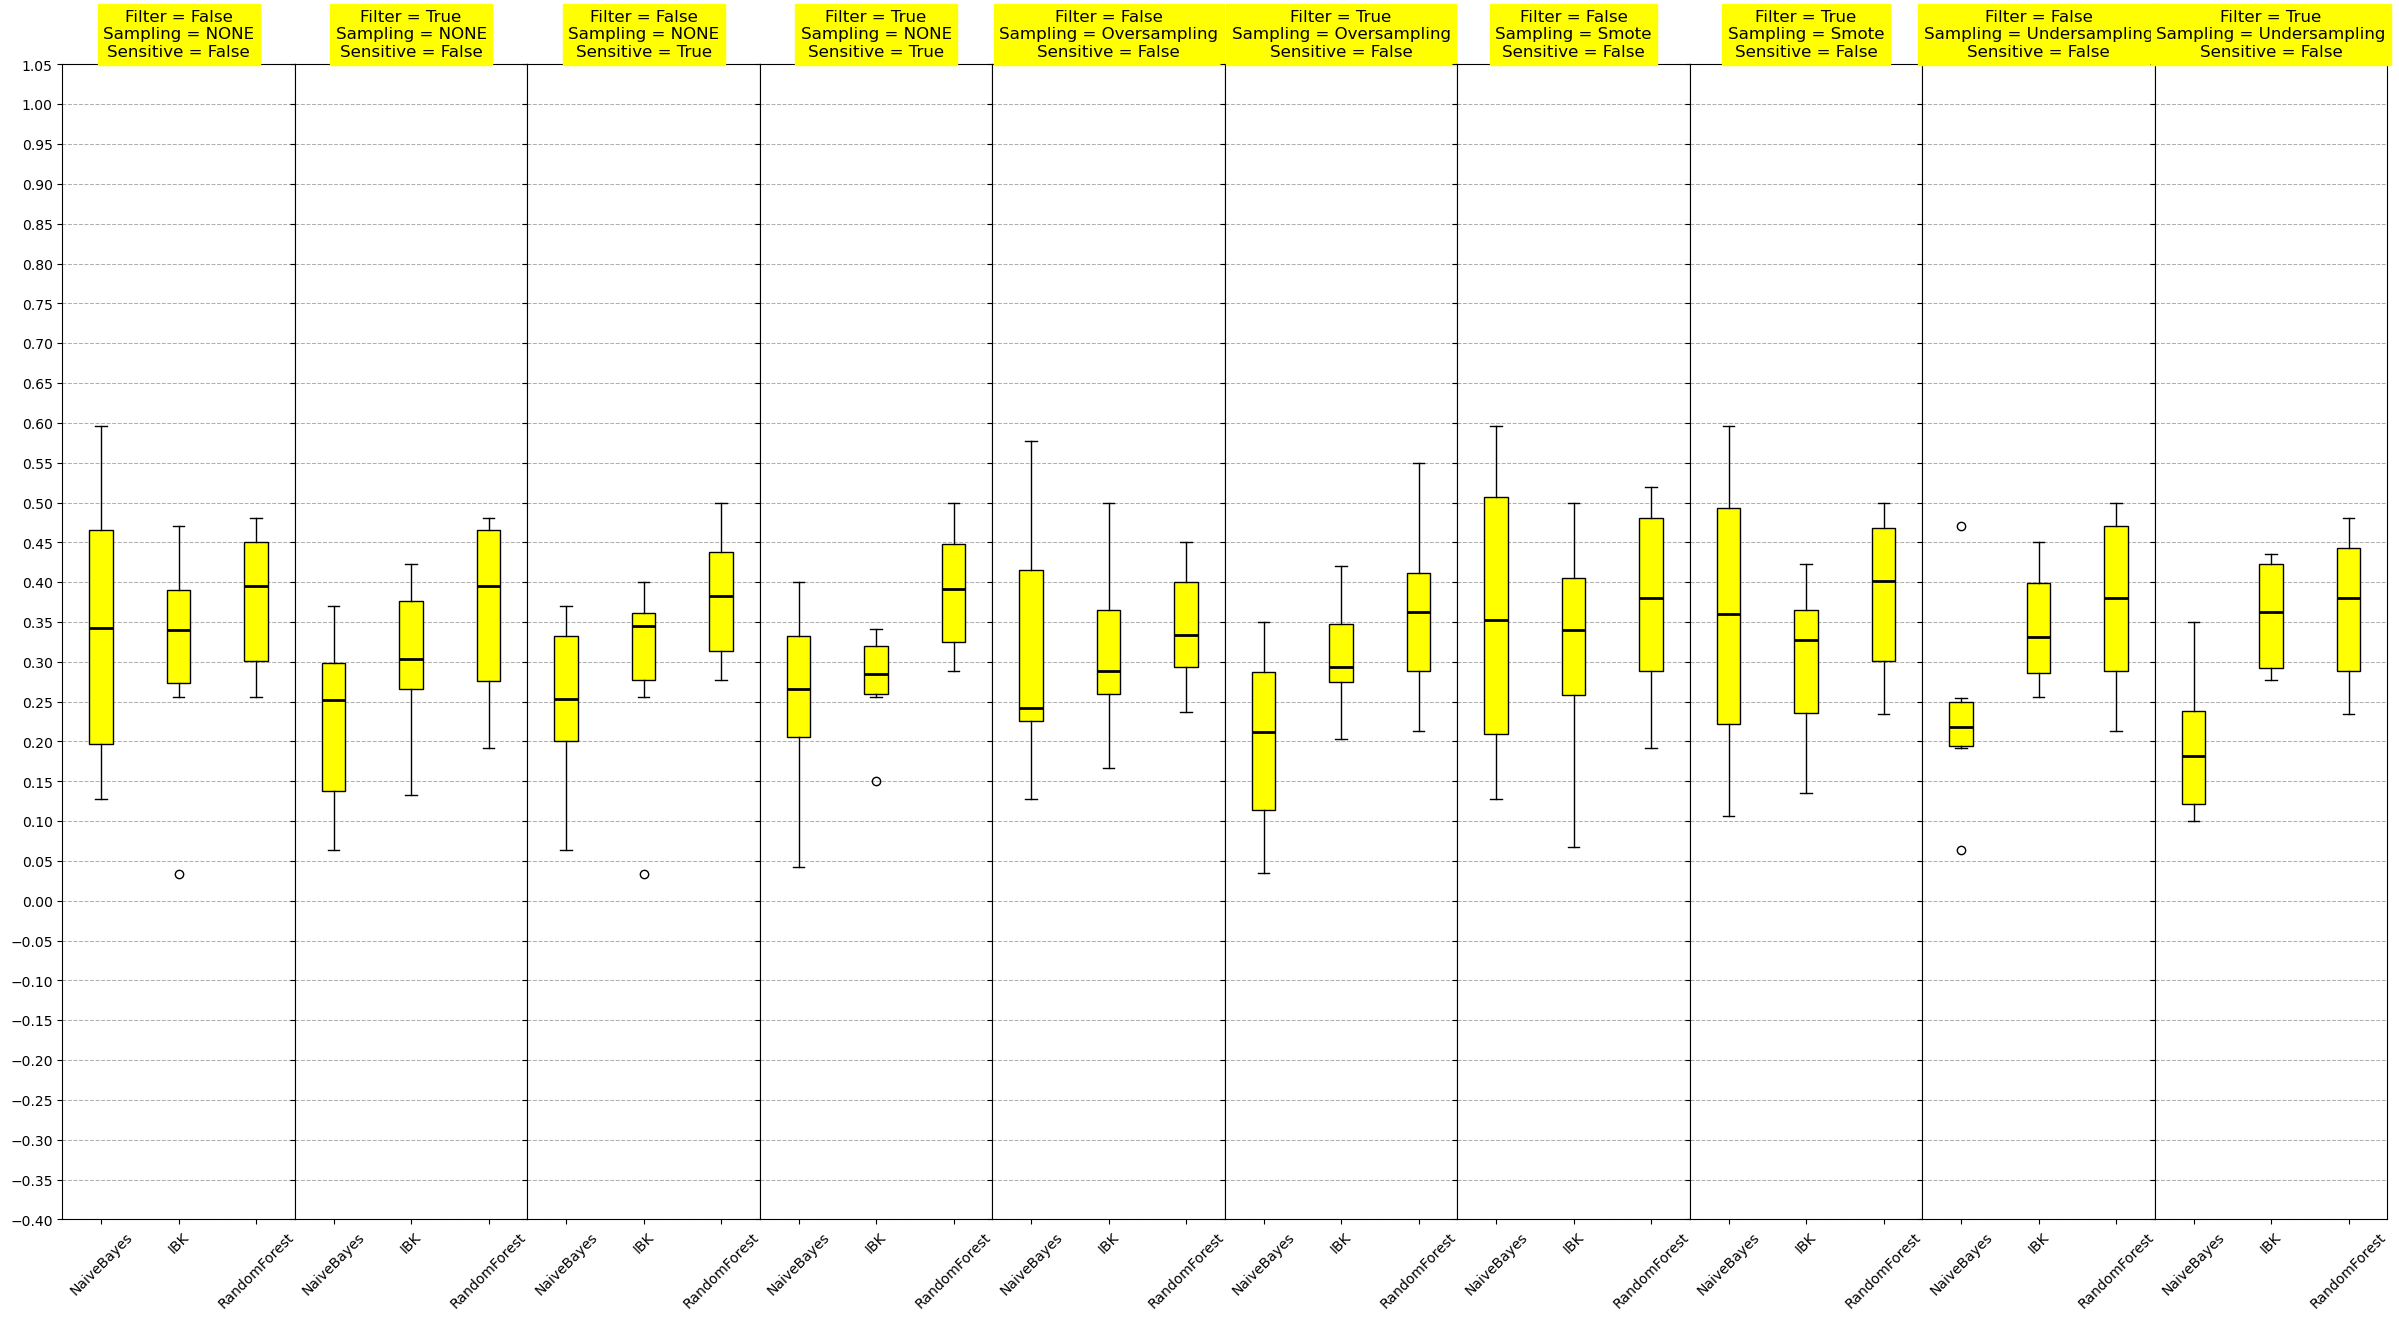 Filter = False
Sampling = NONE
Sensitive = False
Filter = True
Sampling = NONE
Sensitive = False
Filter = False
Sampling = NONE
Sensitive = True
Filter = True
Sampling = NONE
Sensitive = True
Filter = False
Sampling = Oversampling
Sensitive = False
Filter = True
Sampling = Oversampling
Sensitive = False
Filter = False
Sampling = Smote
Sensitive = False
Filter = True
Sampling = Smote
Sensitive = False
Filter = False
Sampling = Undersampling
Sensitive = False
Filter = True
Sampling = Undersampling
Sensitive = False
1.05
1.00
0.95
0.90
0.85
0.80
0.75
0.70
0.65
0.60
0.55
0.50
0.45
0.40
0.35
0.30
0.25
0.20
0.15
0.10
0.05
0.00
−0.05
−0.10
−0.15
−0.20
−0.25
−0.30
−0.35
−0.40
NaiveBayes
IBK
RandomForest
NaiveBayes
IBK
RandomForest
NaiveBayes
IBK
RandomForest
NaiveBayes
IBK
RandomForest
NaiveBayes
IBK
RandomForest
NaiveBayes
IBK
RandomForest
NaiveBayes
IBK
RandomForest
NaiveBayes
IBK
RandomForest
NaiveBayes
IBK
RandomForest
NaiveBayes
IBK
RandomForest